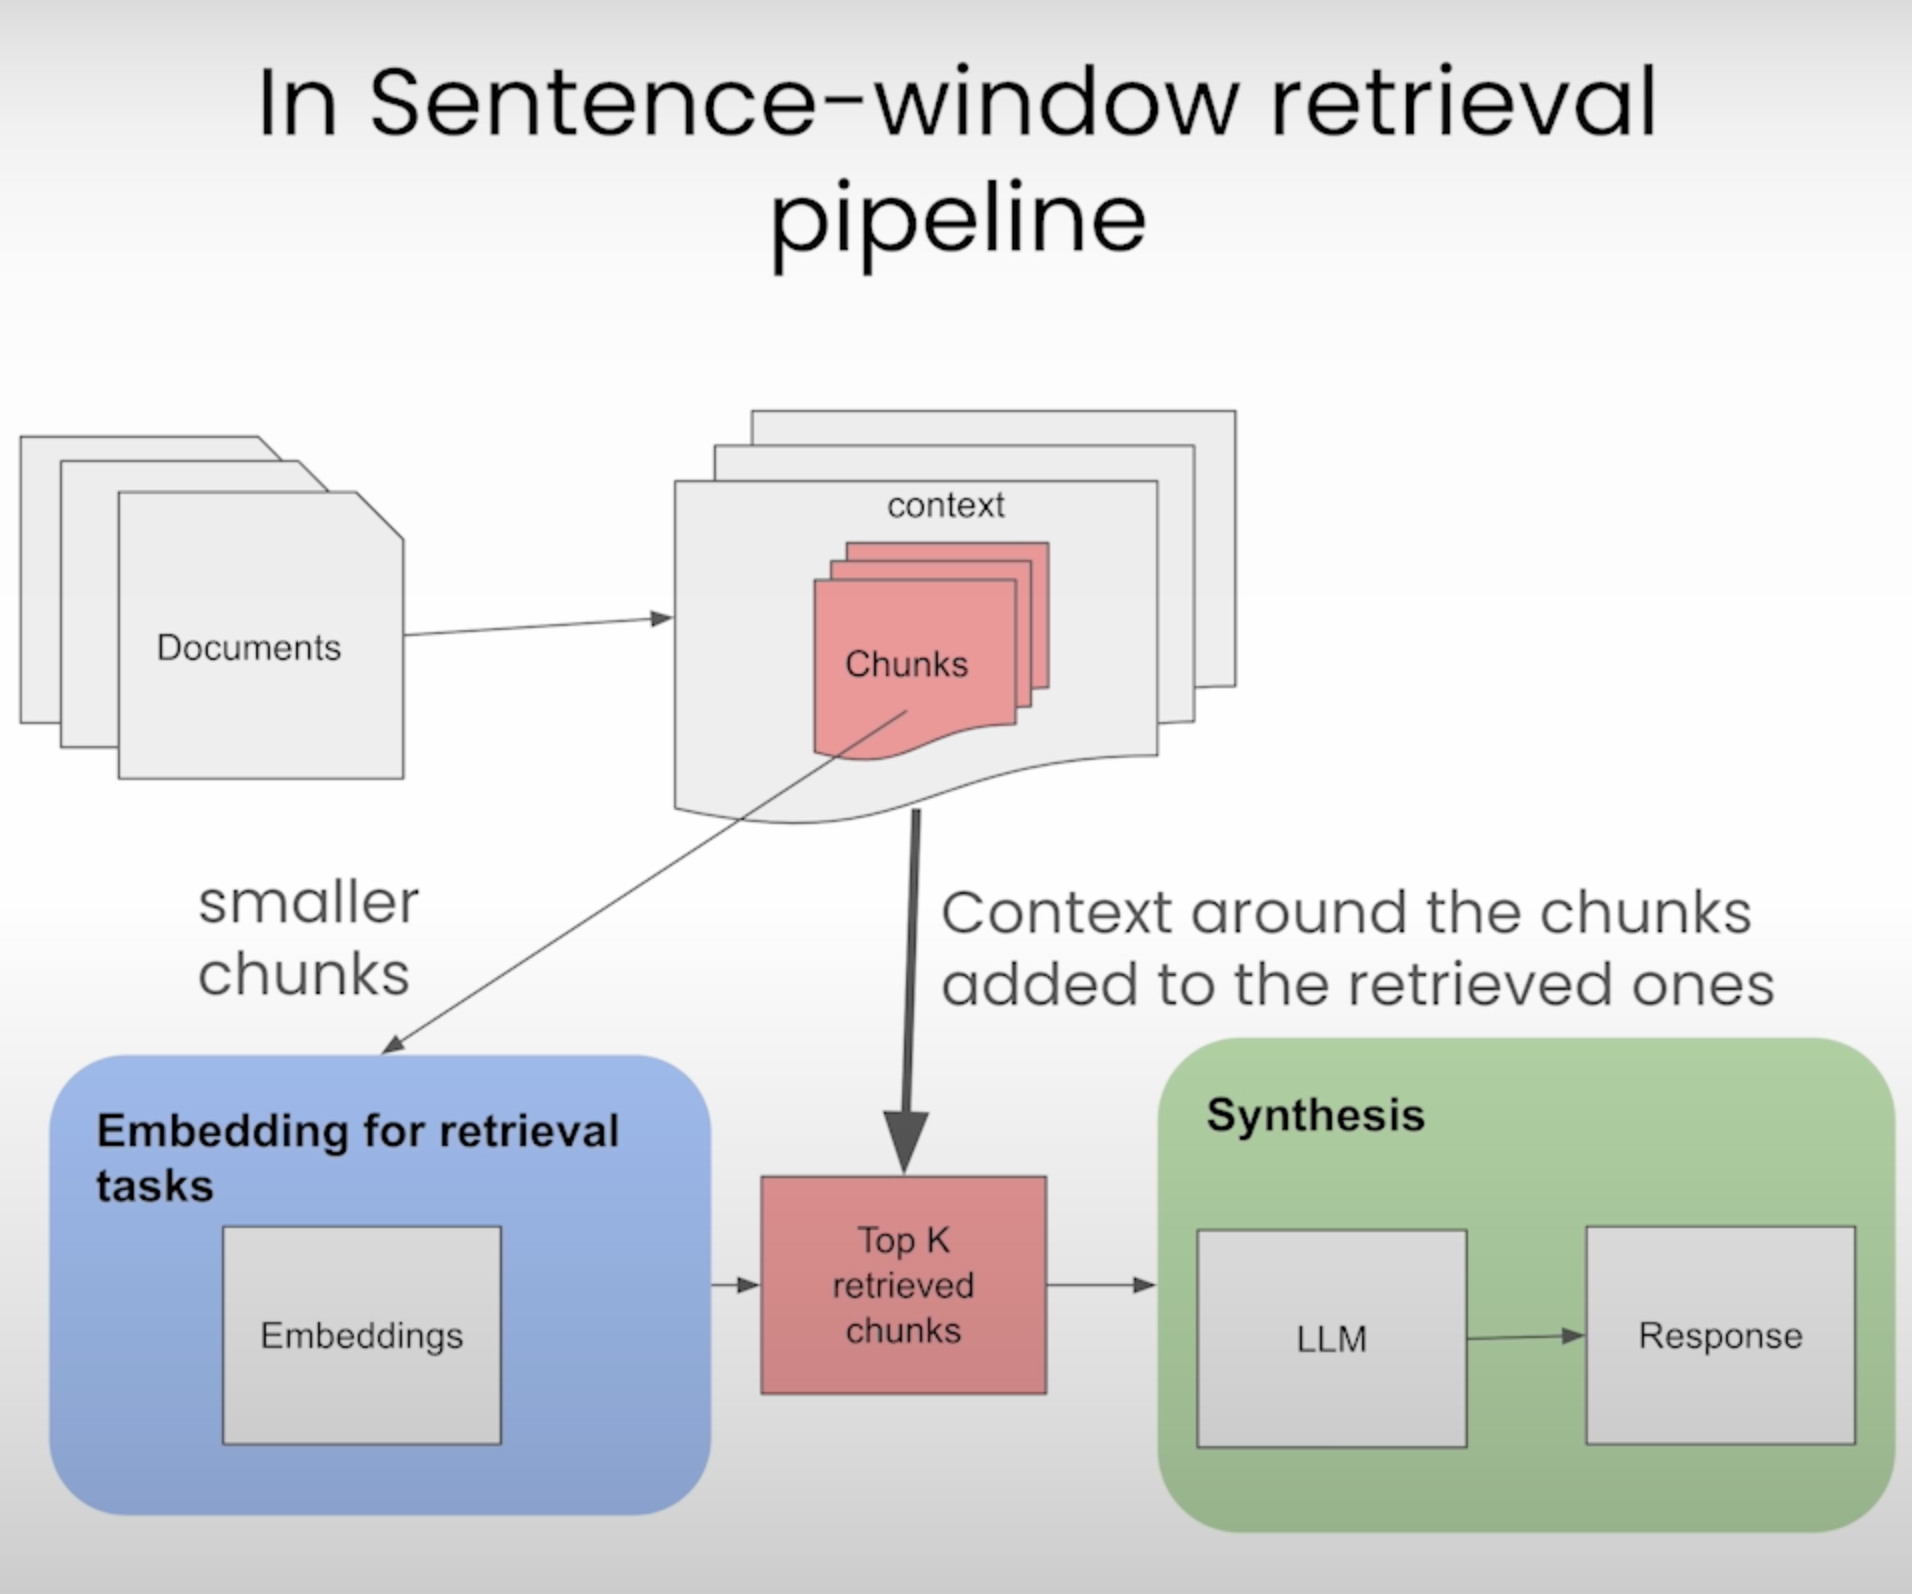 In Sentence-window retrieval
pipeline
Documents
context
Chunks
smaller
chunks
Context around the chunks
added to the retrieved ones
Embedding for retrieval
tasks
Embeddings
Top K
retrieved
chunks
Synthesis
LLM
Response